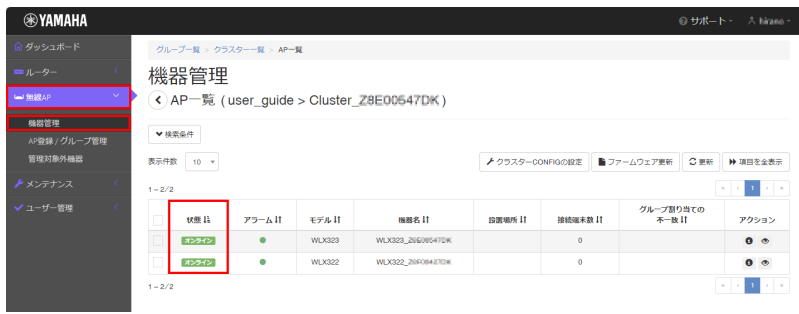 YAMAHA
サポート
hirano
ダッシュボード
ルーター
無線AP
機器管理
AP登録 / グループ管理
管理対象外機器
メンテナンス
ユーザー管理
グループ一覧 > クラスター一覧 > AP一覧
機器管理
AP一覧 ( user_guide > Cluster_Z8E00547DK )
検索条件
表示件数 10
クラスターCONFIGの設定 ファームウェア更新 更新 項目を全表示
1 – 2/2
« ‹ 1 › »
状態 アラーム モデル 機器名 設置場所 接続端末数 グループ割り当ての不一致 アクション
オンライン WLX323 WLX323_ 0
オンライン WLX322 WLX322_ 0
1 – 2/2
« ‹ 1 › »